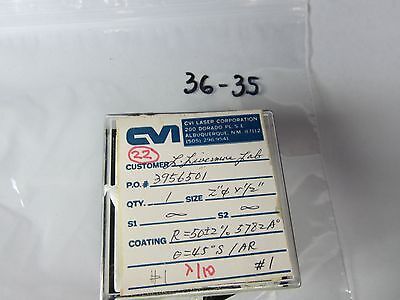 36-35
CVI
CVI LASER CORPORATION
200 DORADO PL. S.E.
ALBUQUERQUE, N.M. 87112
(505) 296-9541
22
CUSTOMER L. Livermore Lab
P.O.# 3956501
QTY. 1 SIZE 2"φ x 1/2"
S1 ∞ S2 ∞
COATING R=50±2% 5782A°
θ=45° S/AR
#1 λ/10 #1